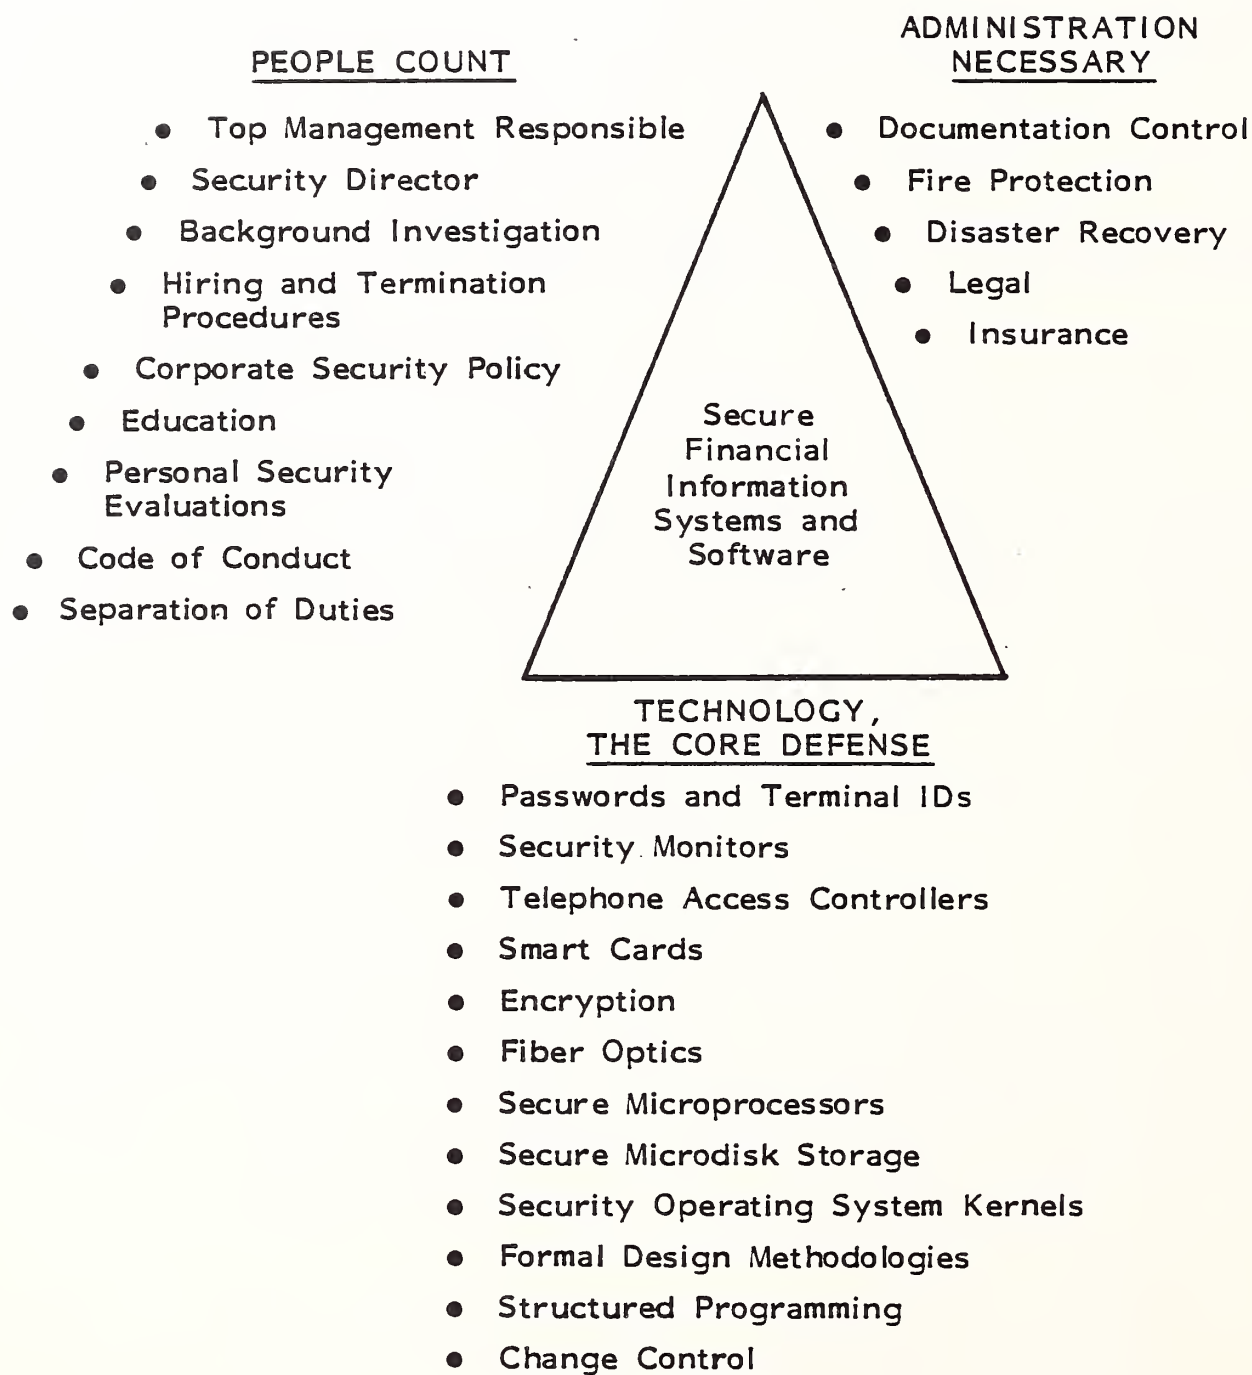 PEOPLE COUNT
• Top Management Responsible
• Security Director
• Background Investigation
• Hiring and Termination
Procedures
• Corporate Security Policy
• Education
• Personal Security
Evaluations
• Code of Conduct
• Separation of Duties
ADMINISTRATION
NECESSARY
• Documentation Control
• Fire Protection
• Disaster Recovery
• Legal
• Insurance
Secure
Financial
Information
Systems and
Software
TECHNOLOGY,
THE CORE DEFENSE
• Passwords and Terminal IDs
• Security Monitors
• Telephone Access Controllers
• Smart Cards
• Encryption
• Fiber Optics
• Secure Microprocessors
• Secure Microdisk Storage
• Security Operating System Kernels
• Formal Design Methodologies
• Structured Programming
• Change Control